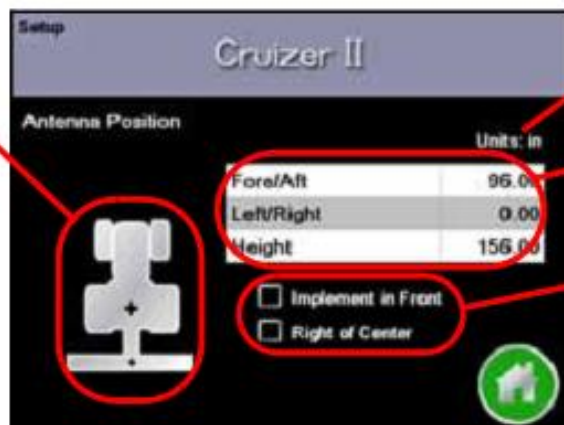 Setup
Cruizer II
Antenna Position
Units: in
Fore/Aft 96.00
Left/Right 0.00
Height 156.00
Implement in Front
Right of Center